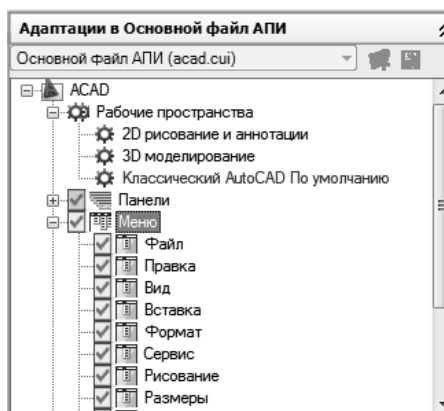 Адаптации в Основной файл АПИ
Основной файл АПИ (acad.cui)
ACAD
Рабочие пространства
2D рисование и аннотации
3D моделирование
Классический AutoCAD По умолчанию
Панели
Меню
Файл
Правка
Вид
Вставка
Формат
Сервис
Рисование
Размеры